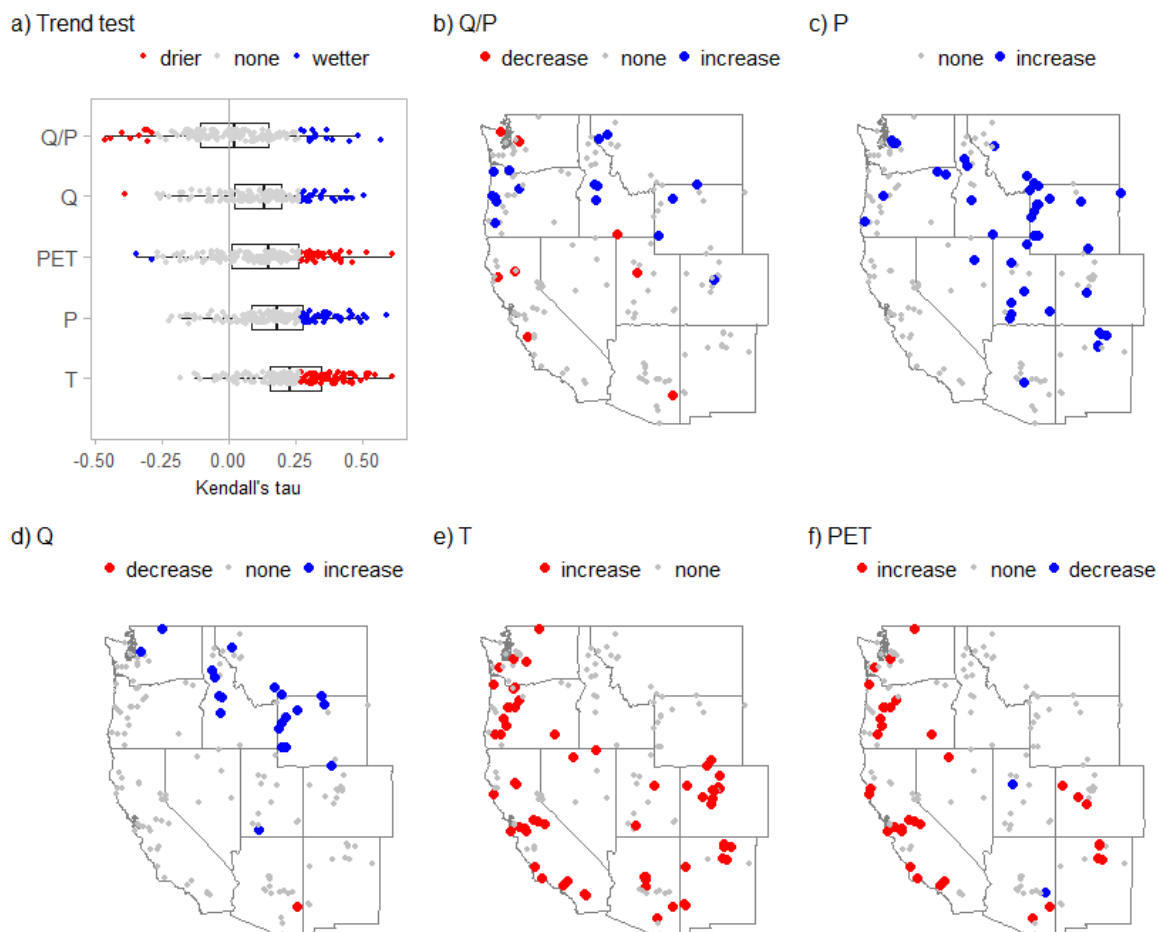 a) Trend test
drier none wetter
Q/P
Q
PET
P
T
-0.50 -0.25 0.00 0.25 0.50
Kendall's tau
b) Q/P
decrease none increase
c) P
none increase
d) Q
decrease none increase
e) T
increase none
f) PET
increase none decrease